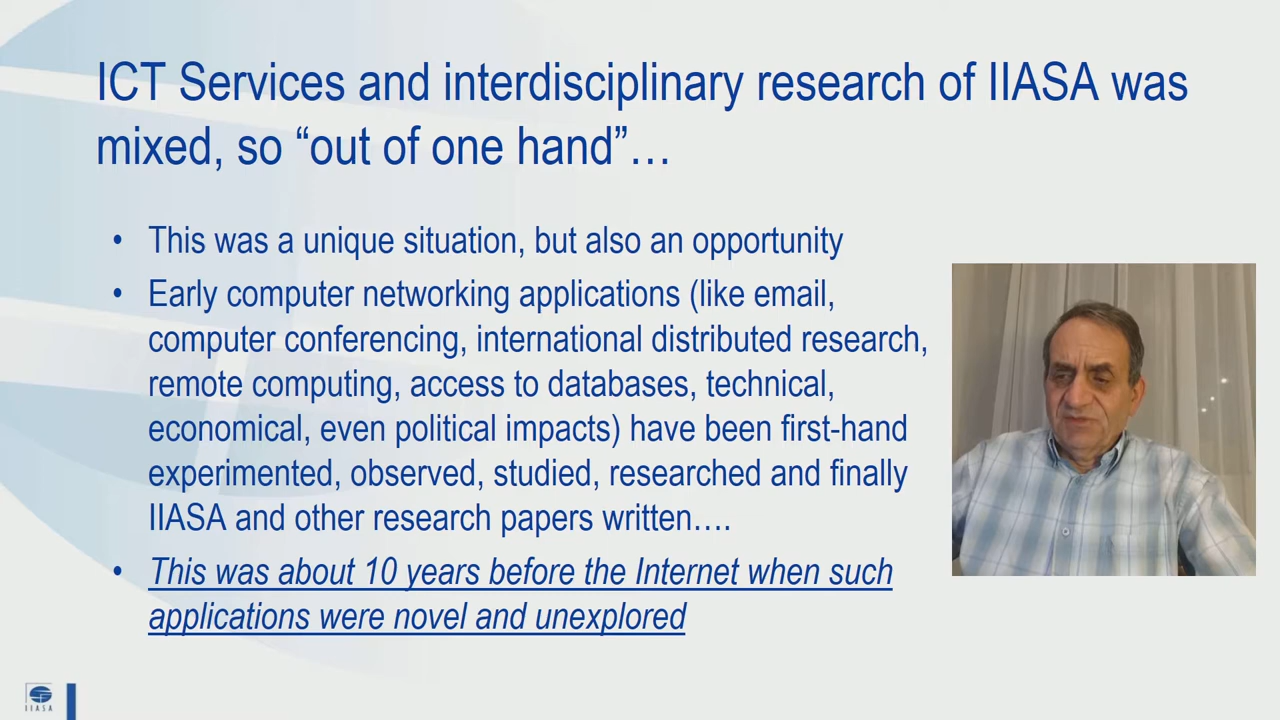 ICT Services and interdisciplinary research of IIASA was
mixed, so “out of one hand”…
• This was a unique situation, but also an opportunity
• Early computer networking applications (like email,
computer conferencing, international distributed research,
remote computing, access to databases, technical,
economical, even political impacts) have been first-hand
experimented, observed, studied, researched and finally
IIASA and other research papers written….
• This was about 10 years before the Internet when such
applications were novel and unexplored
IIASA